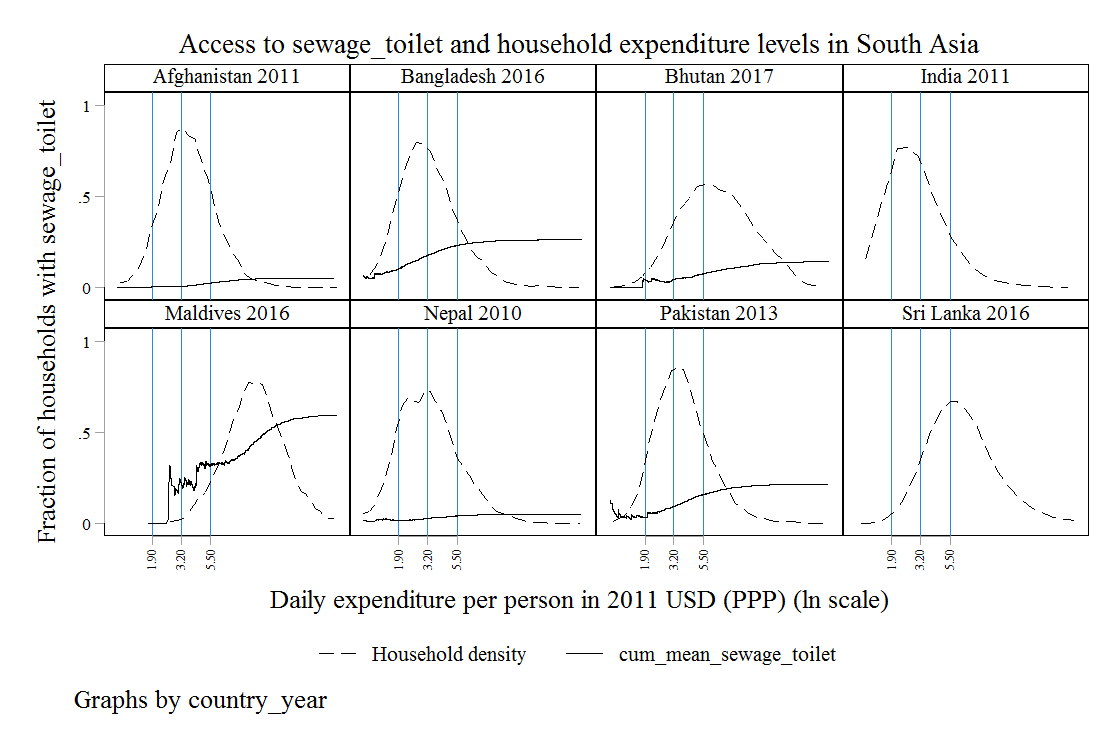 Access to sewage_toilet and household expenditure levels in South Asia
Afghanistan 2011
Bangladesh 2016
Bhutan 2017
India 2011
Maldives 2016
Nepal 2010
Pakistan 2013
Sri Lanka 2016
Fraction of households with sewage_toilet
1
.5
0
1
.5
0
1.90
3.20
5.50
1.90
3.20
5.50
1.90
3.20
5.50
1.90
3.20
5.50
Daily expenditure per person in 2011 USD (PPP) (ln scale)
Household density
cum_mean_sewage_toilet
Graphs by country_year